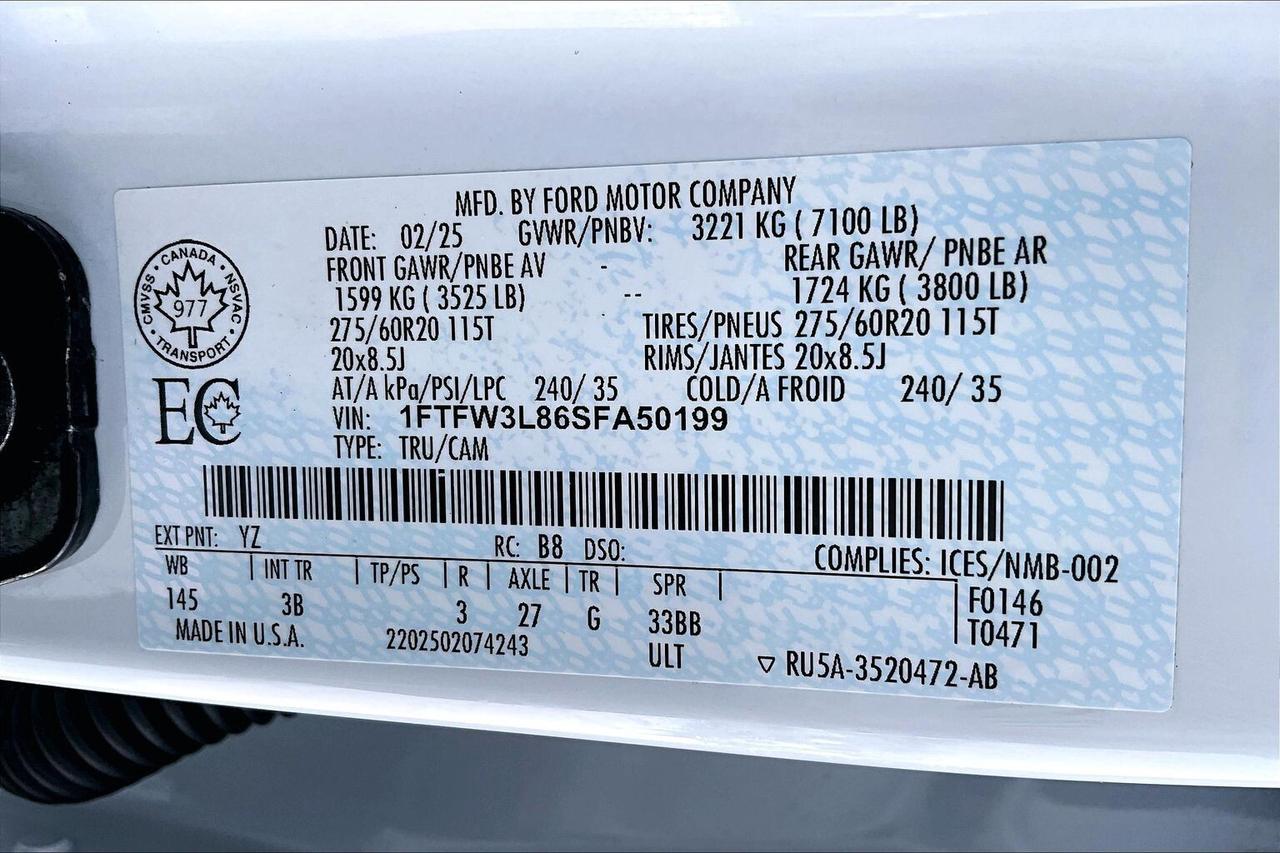 MFD. BY FORD MOTOR COMPANY
DATE: 02/25 GVWR/PNBV: 3221 KG ( 7100 LB)
FRONT GAWR/PNBE AV - REAR GAWR/ PNBE AR
1599 KG ( 3525 LB) -- 1724 KG ( 3800 LB)
275/60R20 115T TIRES/PNEUS 275/60R20 115T
20x8.5J RIMS/JANTES 20x8.5J
AT/A kPa/PSI/LPC 240/ 35 COLD/A FROID 240/ 35
VIN: 1FTFW3L86SFA50199
TYPE: TRU/CAM
CANADA • NSVAC • TRANSPORT • CMVSS •
977
EC
EXT PNT: YZ RC: B8 DSO: COMPLIES: ICES/NMB-002
WB | INT TR | TP/PS | R | AXLE | TR | SPR | F0146
145 3B 3 27 G 33BB T0471
MADE IN U.S.A. 2202502074243 ULT ▽ RU5A-3520472-AB